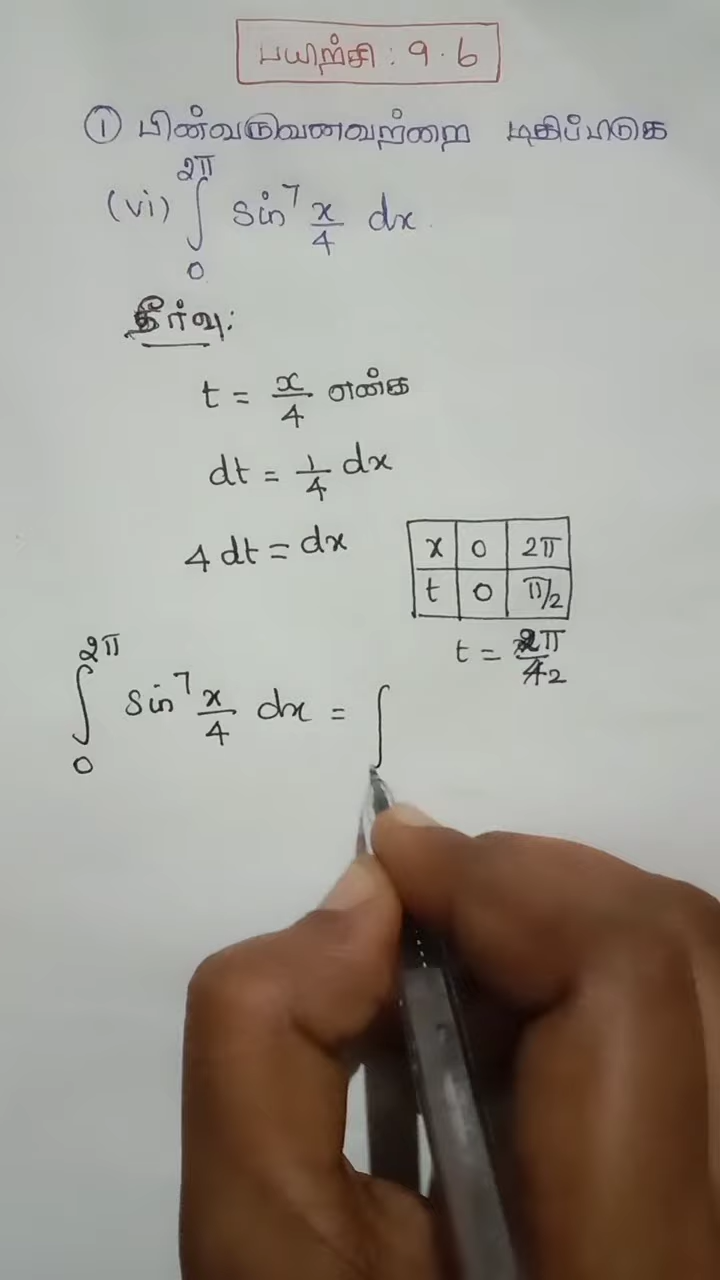 பயிற்சி : 9.6
① பின்வருவனவற்றை மதிப்பிடுக
(vi) ∫₀^2π sin⁷ x/4 dx.
தீர்வு:
t = x/4 என்க
dt = 1/4 dx
4 dt = dx
x 0 2π
t 0 π/2
t = 2π/4 2
∫₀^2π sin⁷ x/4 dx = ∫